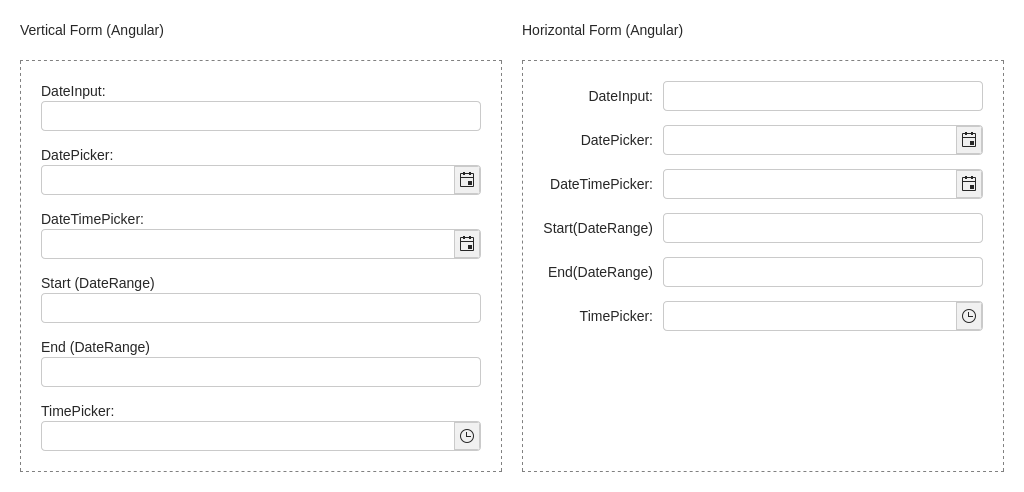 Vertical Form (Angular)
DateInput:
DatePicker:
DateTimePicker:
Start (DateRange)
End (DateRange)
TimePicker:
Horizontal Form (Angular)
DateInput:
DatePicker:
DateTimePicker:
Start(DateRange)
End(DateRange)
TimePicker: